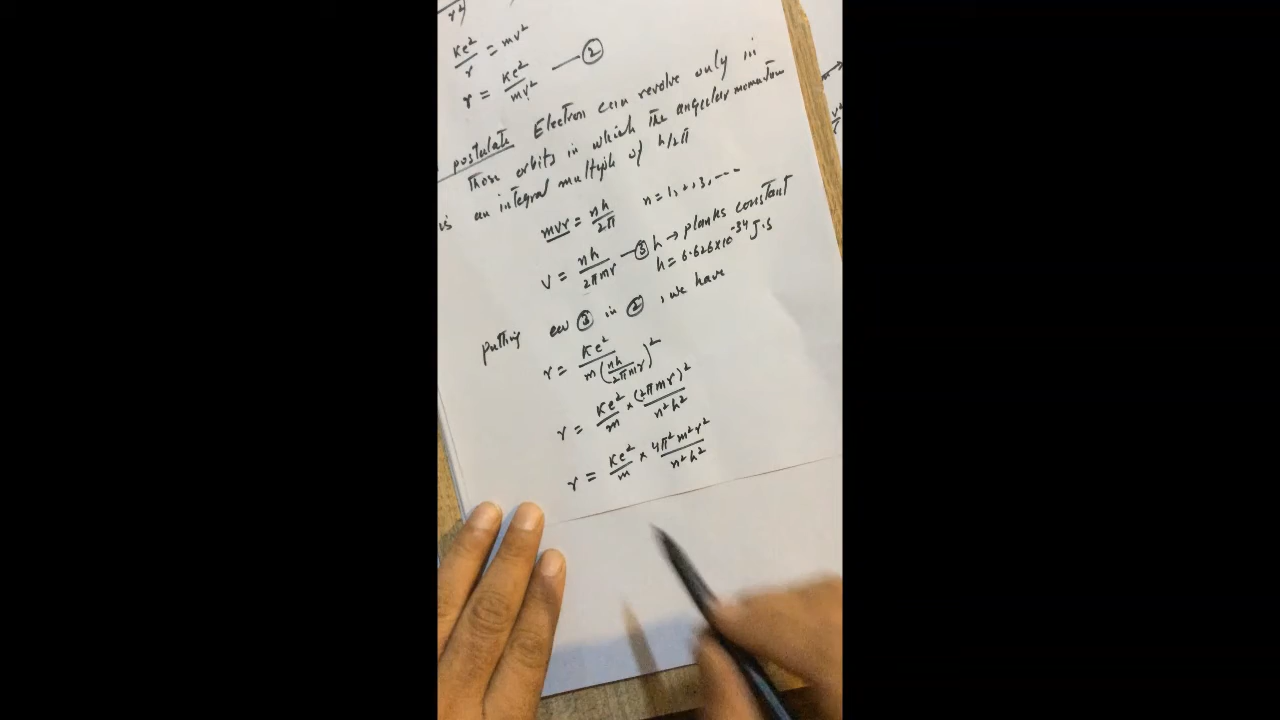 r²)
Ke²/r = mv²
r = Ke²/mv² — ②
postulate Electron can revolve only in
those orbits in which the angular momentum
is an integral multiple of h/2π
mvr = nh/2π n = 1, 2, 3, ---
V = nh/2πmr — ③ h → planks constant
h = 6.626×10⁻³⁴ J.s
putting ③ in ②, we have
r = Ke²/m(nh/2πmr)²
r = Ke²/m × (2πmr)²/n²h²
r = Ke²/m × 4π²m²r²/n²h²